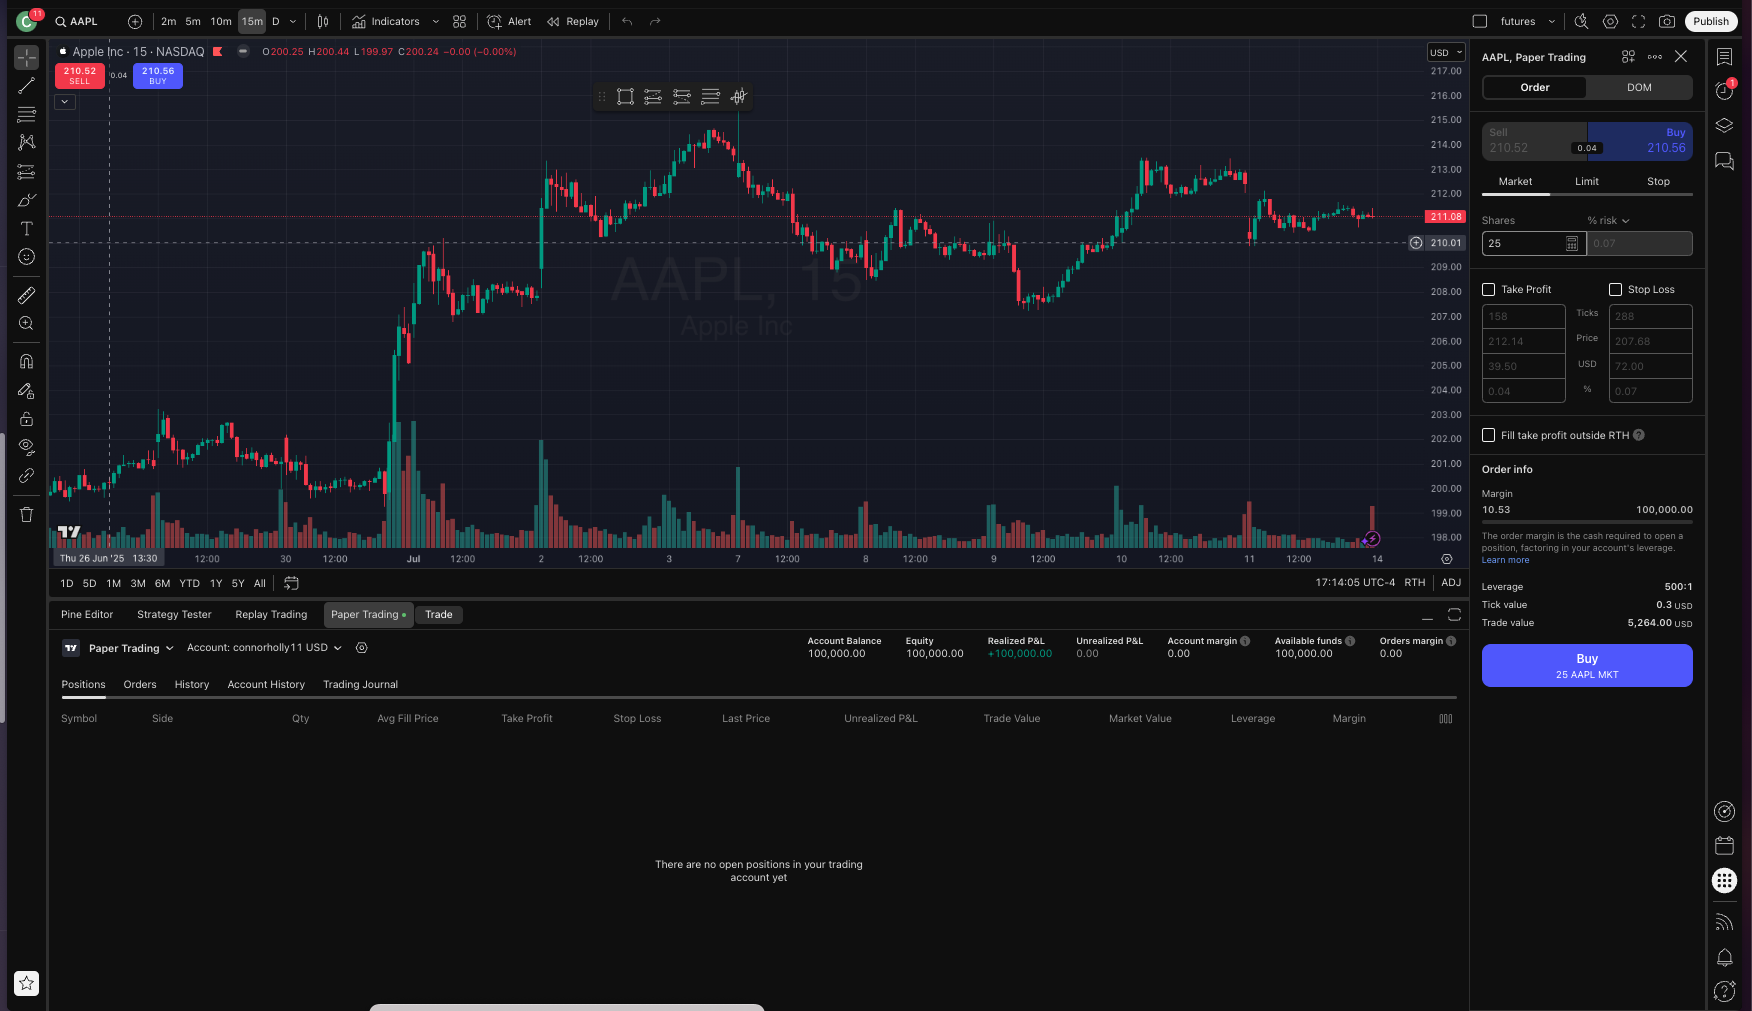 C 11 AAPL 2m 5m 10m 15m D Indicators Alert Replay futures Publish
Apple Inc · 15 · NASDAQ O200.25 H200.44 L199.97 C200.24 −0.00 (−0.00%)
210.52
SELL
0.04
210.56
BUY
AAPL, 15
Apple Inc
USD
217.00
216.00
215.00
214.00
213.00
212.00
211.08
210.01
209.00
208.00
207.00
206.00
205.00
204.00
203.00
202.00
201.00
200.00
199.00
198.00
Thu 26 Jun '25 13:30 12:00 30 12:00 Jul 12:00 2 12:00 3 7 12:00 8 12:00 9 12:00 10 12:00 11 12:00 14
1D 5D 1M 3M 6M YTD 1Y 5Y All 17:14:05 UTC-4 RTH ADJ
Pine Editor Strategy Tester Replay Trading Paper Trading Trade
Paper Trading Account: connorholly11 USD
Account Balance Equity Realized P&L Unrealized P&L Account margin Available funds Orders margin
100,000.00 100,000.00 +100,000.00 0.00 0.00 100,000.00 0.00
Positions Orders History Account History Trading Journal
Symbol Side Qty Avg Fill Price Take Profit Stop Loss Last Price Unrealized P&L Trade Value Market Value Leverage Margin
There are no open positions in your trading
account yet
AAPL, Paper Trading
Order DOM
Sell Buy
210.52 0.04 210.56
Market Limit Stop
Shares % risk
25 0.07
Take Profit Stop Loss
158 Ticks 288
212.14 Price 207.68
39.50 USD 72.00
0.04 % 0.07
Fill take profit outside RTH ?
Order info
Margin
10.53 100,000.00
The order margin is the cash required to open a
position, factoring in your account's leverage.
Learn more
Leverage 500:1
Tick value 0.3 USD
Trade value 5,264.00 USD
Buy
25 AAPL MKT
1